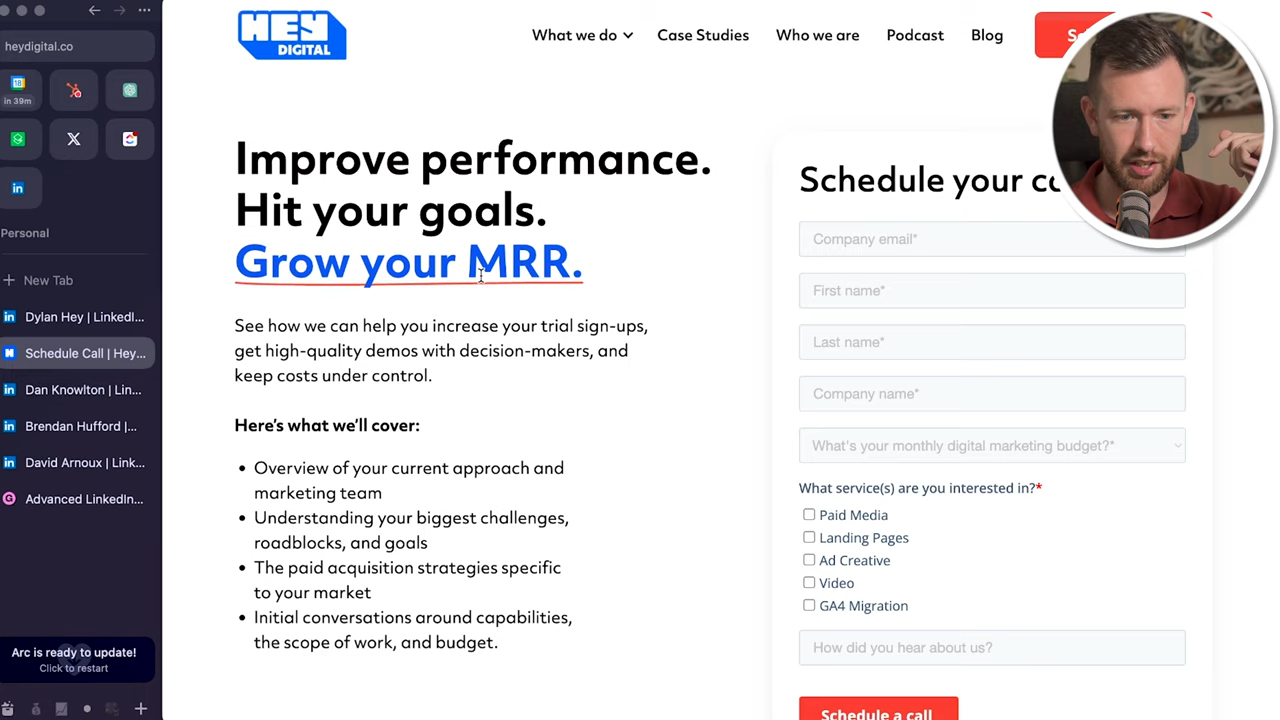 heydigital.co
18
in 39m
Personal
New Tab
Dylan Hey | LinkedI...
Schedule Call | Hey...
Dan Knowlton | Lin...
Brendan Hufford |...
David Arnoux | Link...
Advanced LinkedIn...
Arc is ready to update!
Click to restart
HEY
DIGITAL
What we do
Case Studies
Who we are
Podcast
Blog
Improve performance.
Hit your goals.
Grow your MRR.
See how we can help you increase your trial sign-ups,
get high-quality demos with decision-makers, and
keep costs under control.
Here's what we'll cover:
• Overview of your current approach and
marketing team
• Understanding your biggest challenges,
roadblocks, and goals
• The paid acquisition strategies specific
to your market
• Initial conversations around capabilities,
the scope of work, and budget.
Schedule your
Company email*
First name*
Last name*
Company name*
What's your monthly digital marketing budget?*
What service(s) are you interested in?*
Paid Media
Landing Pages
Ad Creative
Video
GA4 Migration
How did you hear about us?
Schedule a call